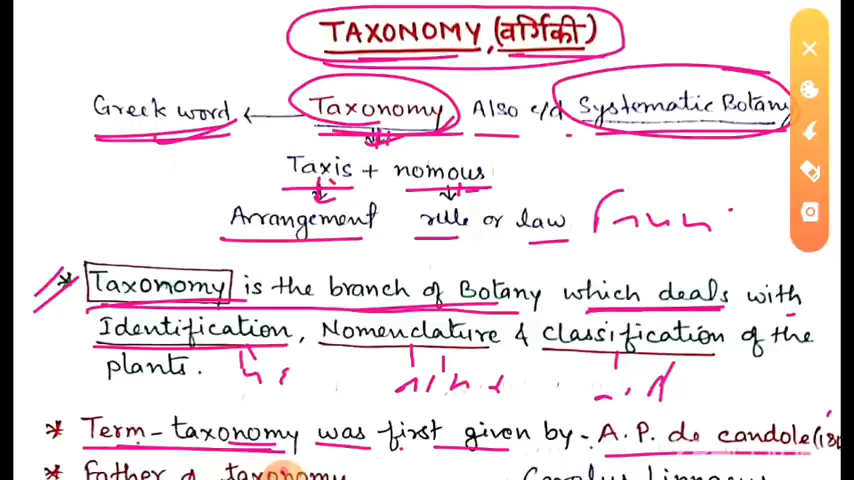 TAXONOMY, (वर्गिकी)
Greek word ← Taxonomy Also c/d Systematic Botany
Taxis + nomous
Arrangement rule or law
* Taxonomy is the branch of Botany which deals with
Identification, Nomenclature & classification of the
plants.
* Term-taxonomy was first given by - A.P. de candole
* Father of taxonomy Carolus Linnaeus